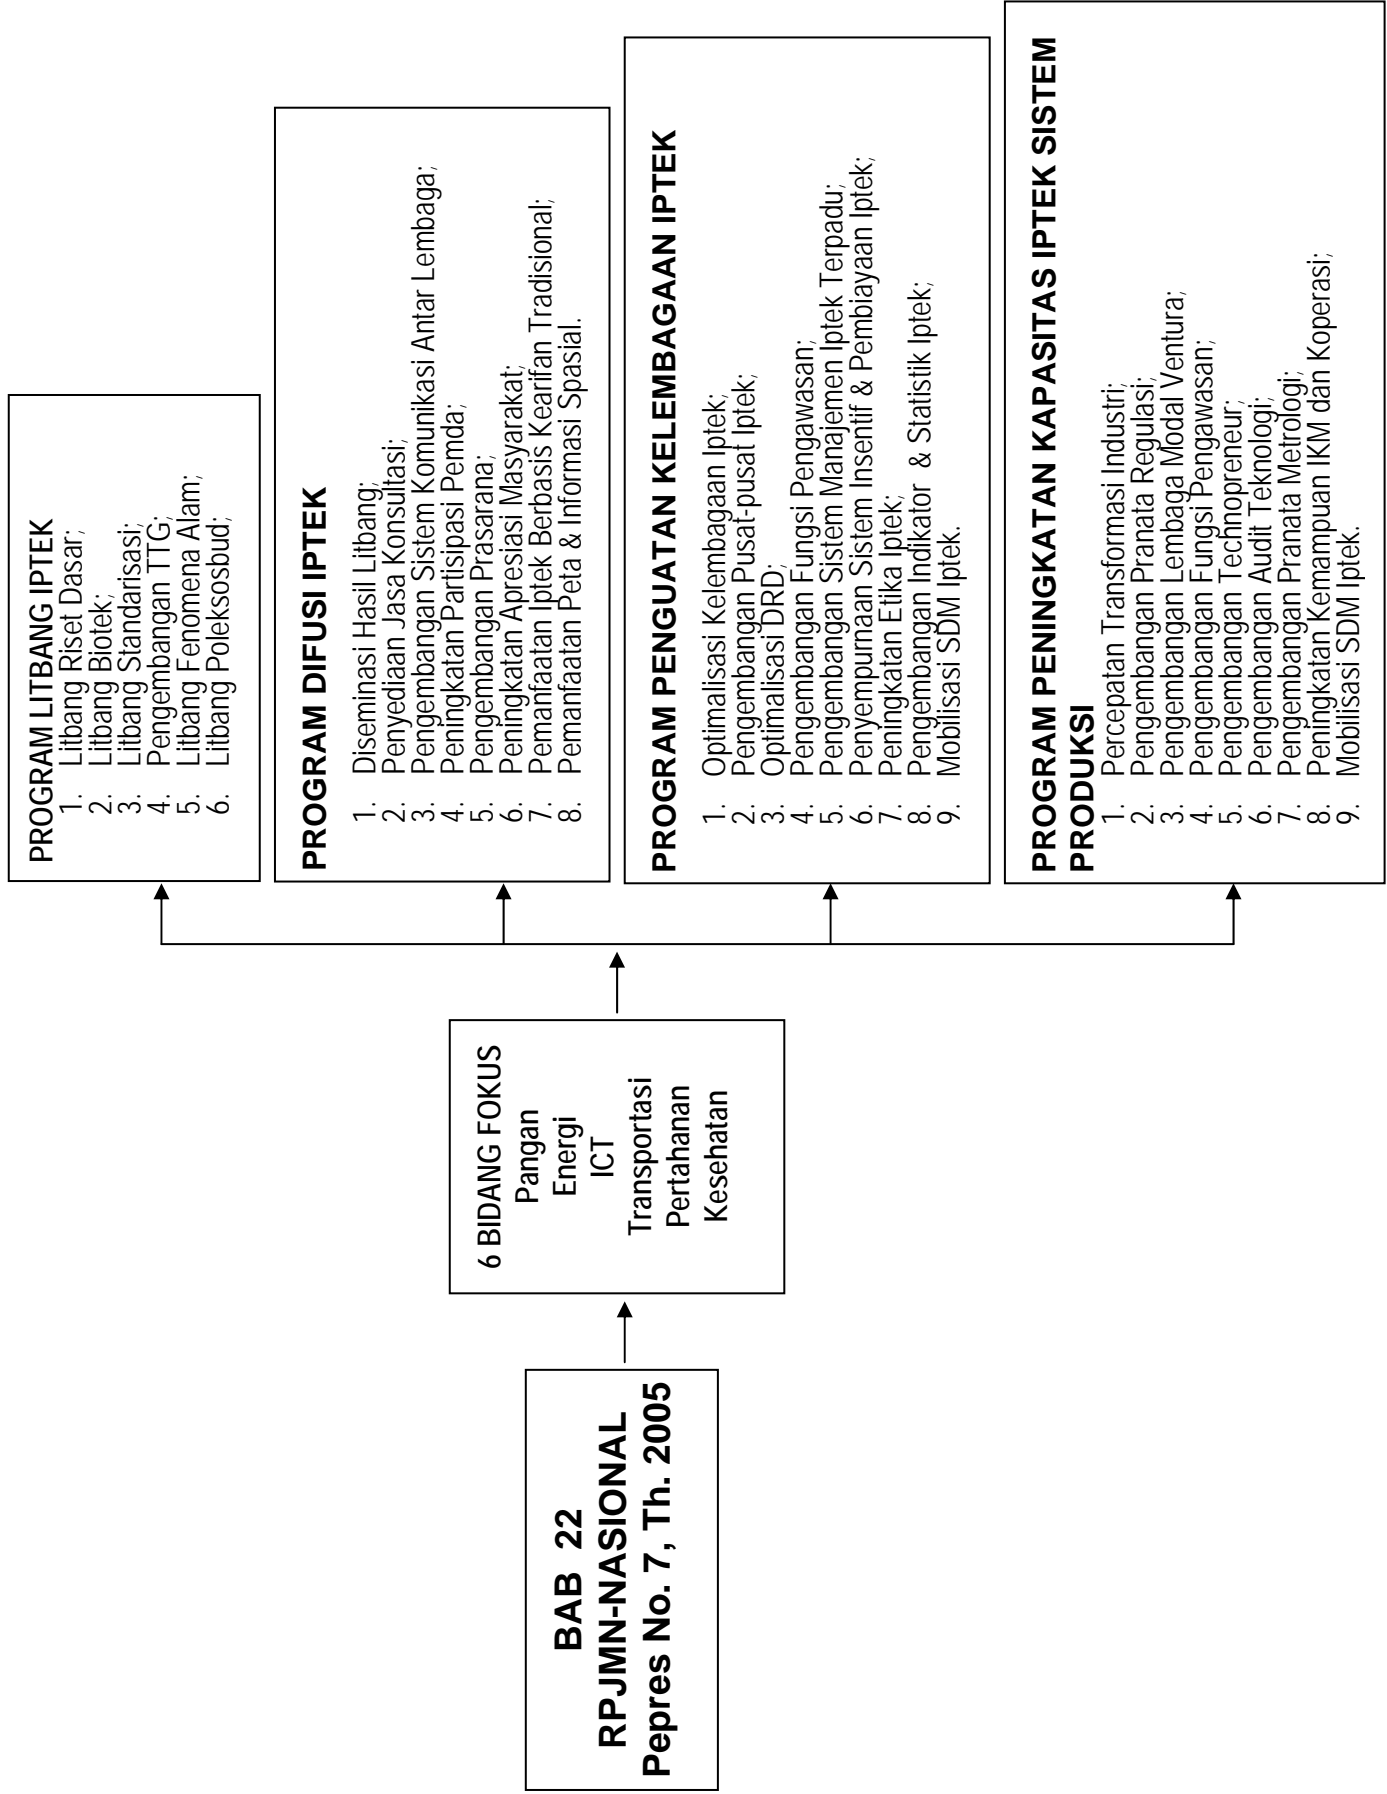 BAB 22
RPJMN-NASIONAL
Pepres No. 7, Th. 2005
6 BIDANG FOKUS
Pangan
Energi
ICT
Transportasi
Pertahanan
Kesehatan
PROGRAM LITBANG IPTEK
1. Litbang Riset Dasar;
2. Litbang Biotek;
3. Litbang Standarisasi;
4. Pengembangan TTG;
5. Litbang Fenomena Alam;
6. Litbang Poleksosbud;
PROGRAM DIFUSI IPTEK
1. Diseminasi Hasil Litbang;
2. Penyediaan Jasa Konsultasi;
3. Pengembangan Sistem Komunikasi Antar Lembaga;
4. Peningkatan Partisipasi Pemda;
5. Pengembangan Prasarana;
6. Peningkatan Apresiasi Masyarakat;
7. Pemanfaatan Iptek Berbasis Kearifan Tradisional;
8. Pemanfaatan Peta & Informasi Spasial.
PROGRAM PENGUATAN KELEMBAGAAN IPTEK
1. Optimalisasi Kelembagaan Iptek;
2. Pengembangan Pusat-pusat Iptek;
3. Optimalisasi DRD;
4. Pengembangan Fungsi Pengawasan;
5. Pengembangan Sistem Manajemen Iptek Terpadu;
6. Penyempurnaan Sistem Insentif & Pembiayaan Iptek;
7. Peningkatan Etika Iptek;
8. Pengembangan Indikator & Statistik Iptek;
9. Mobilisasi SDM Iptek.
PROGRAM PENINGKATAN KAPASITAS IPTEK SISTEM
PRODUKSI
1. Percepatan Transformasi Industri;
2. Pengembangan Pranata Regulasi;
3. Pengembangan Lembaga Modal Ventura;
4. Pengembangan Fungsi Pengawasan;
5. Pengembangan Technopreneur;
6. Pengembangan Audit Teknologi;
7. Pengembangan Pranata Metrologi;
8. Peningkatan Kemampuan IKM dan Koperasi;
9. Mobilisasi SDM Iptek.